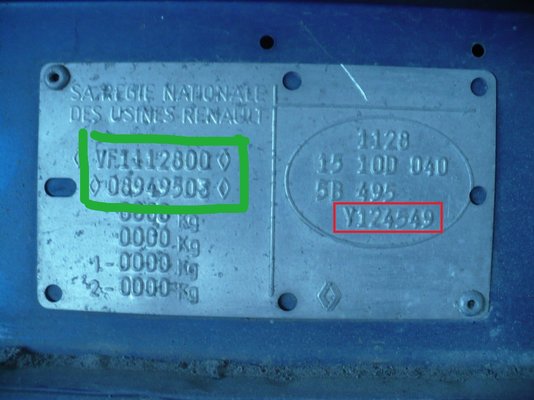 SA.REGIE NATIONALE
DES USINES RENAULT
◊ VF1112800 ◊
◊ 08949503 ◊
0000 Kg
0000 Kg
1-0000 Kg
2-0000 Kg
1128
15 10D 040
5B 495
Y124549